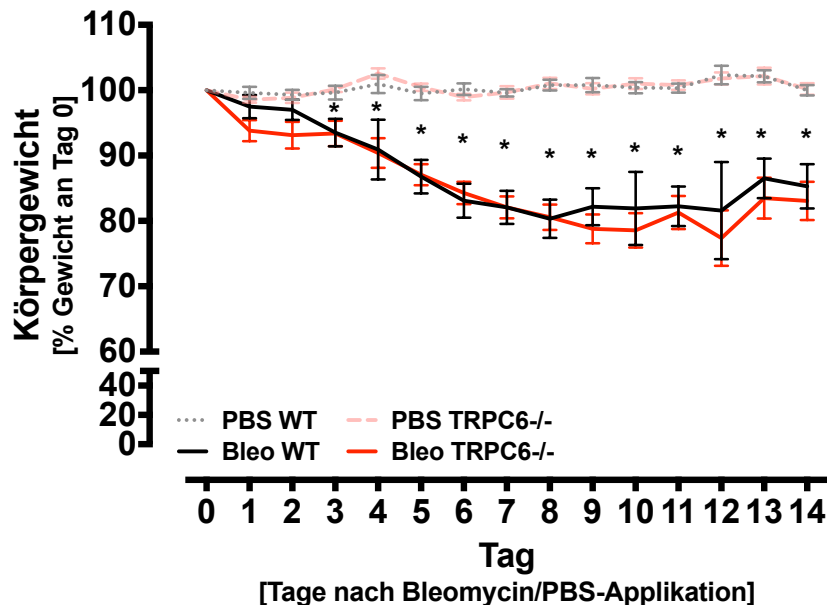 Körpergewicht
[% Gewicht an Tag 0]
110
100
90
80
70
60
40
20
0
* * * * * * * * * * * *
PBS WT PBS TRPC6-/-
Bleo WT Bleo TRPC6-/-
0 1 2 3 4 5 6 7 8 9 10 11 12 13 14
Tag
[Tage nach Bleomycin/PBS-Applikation]